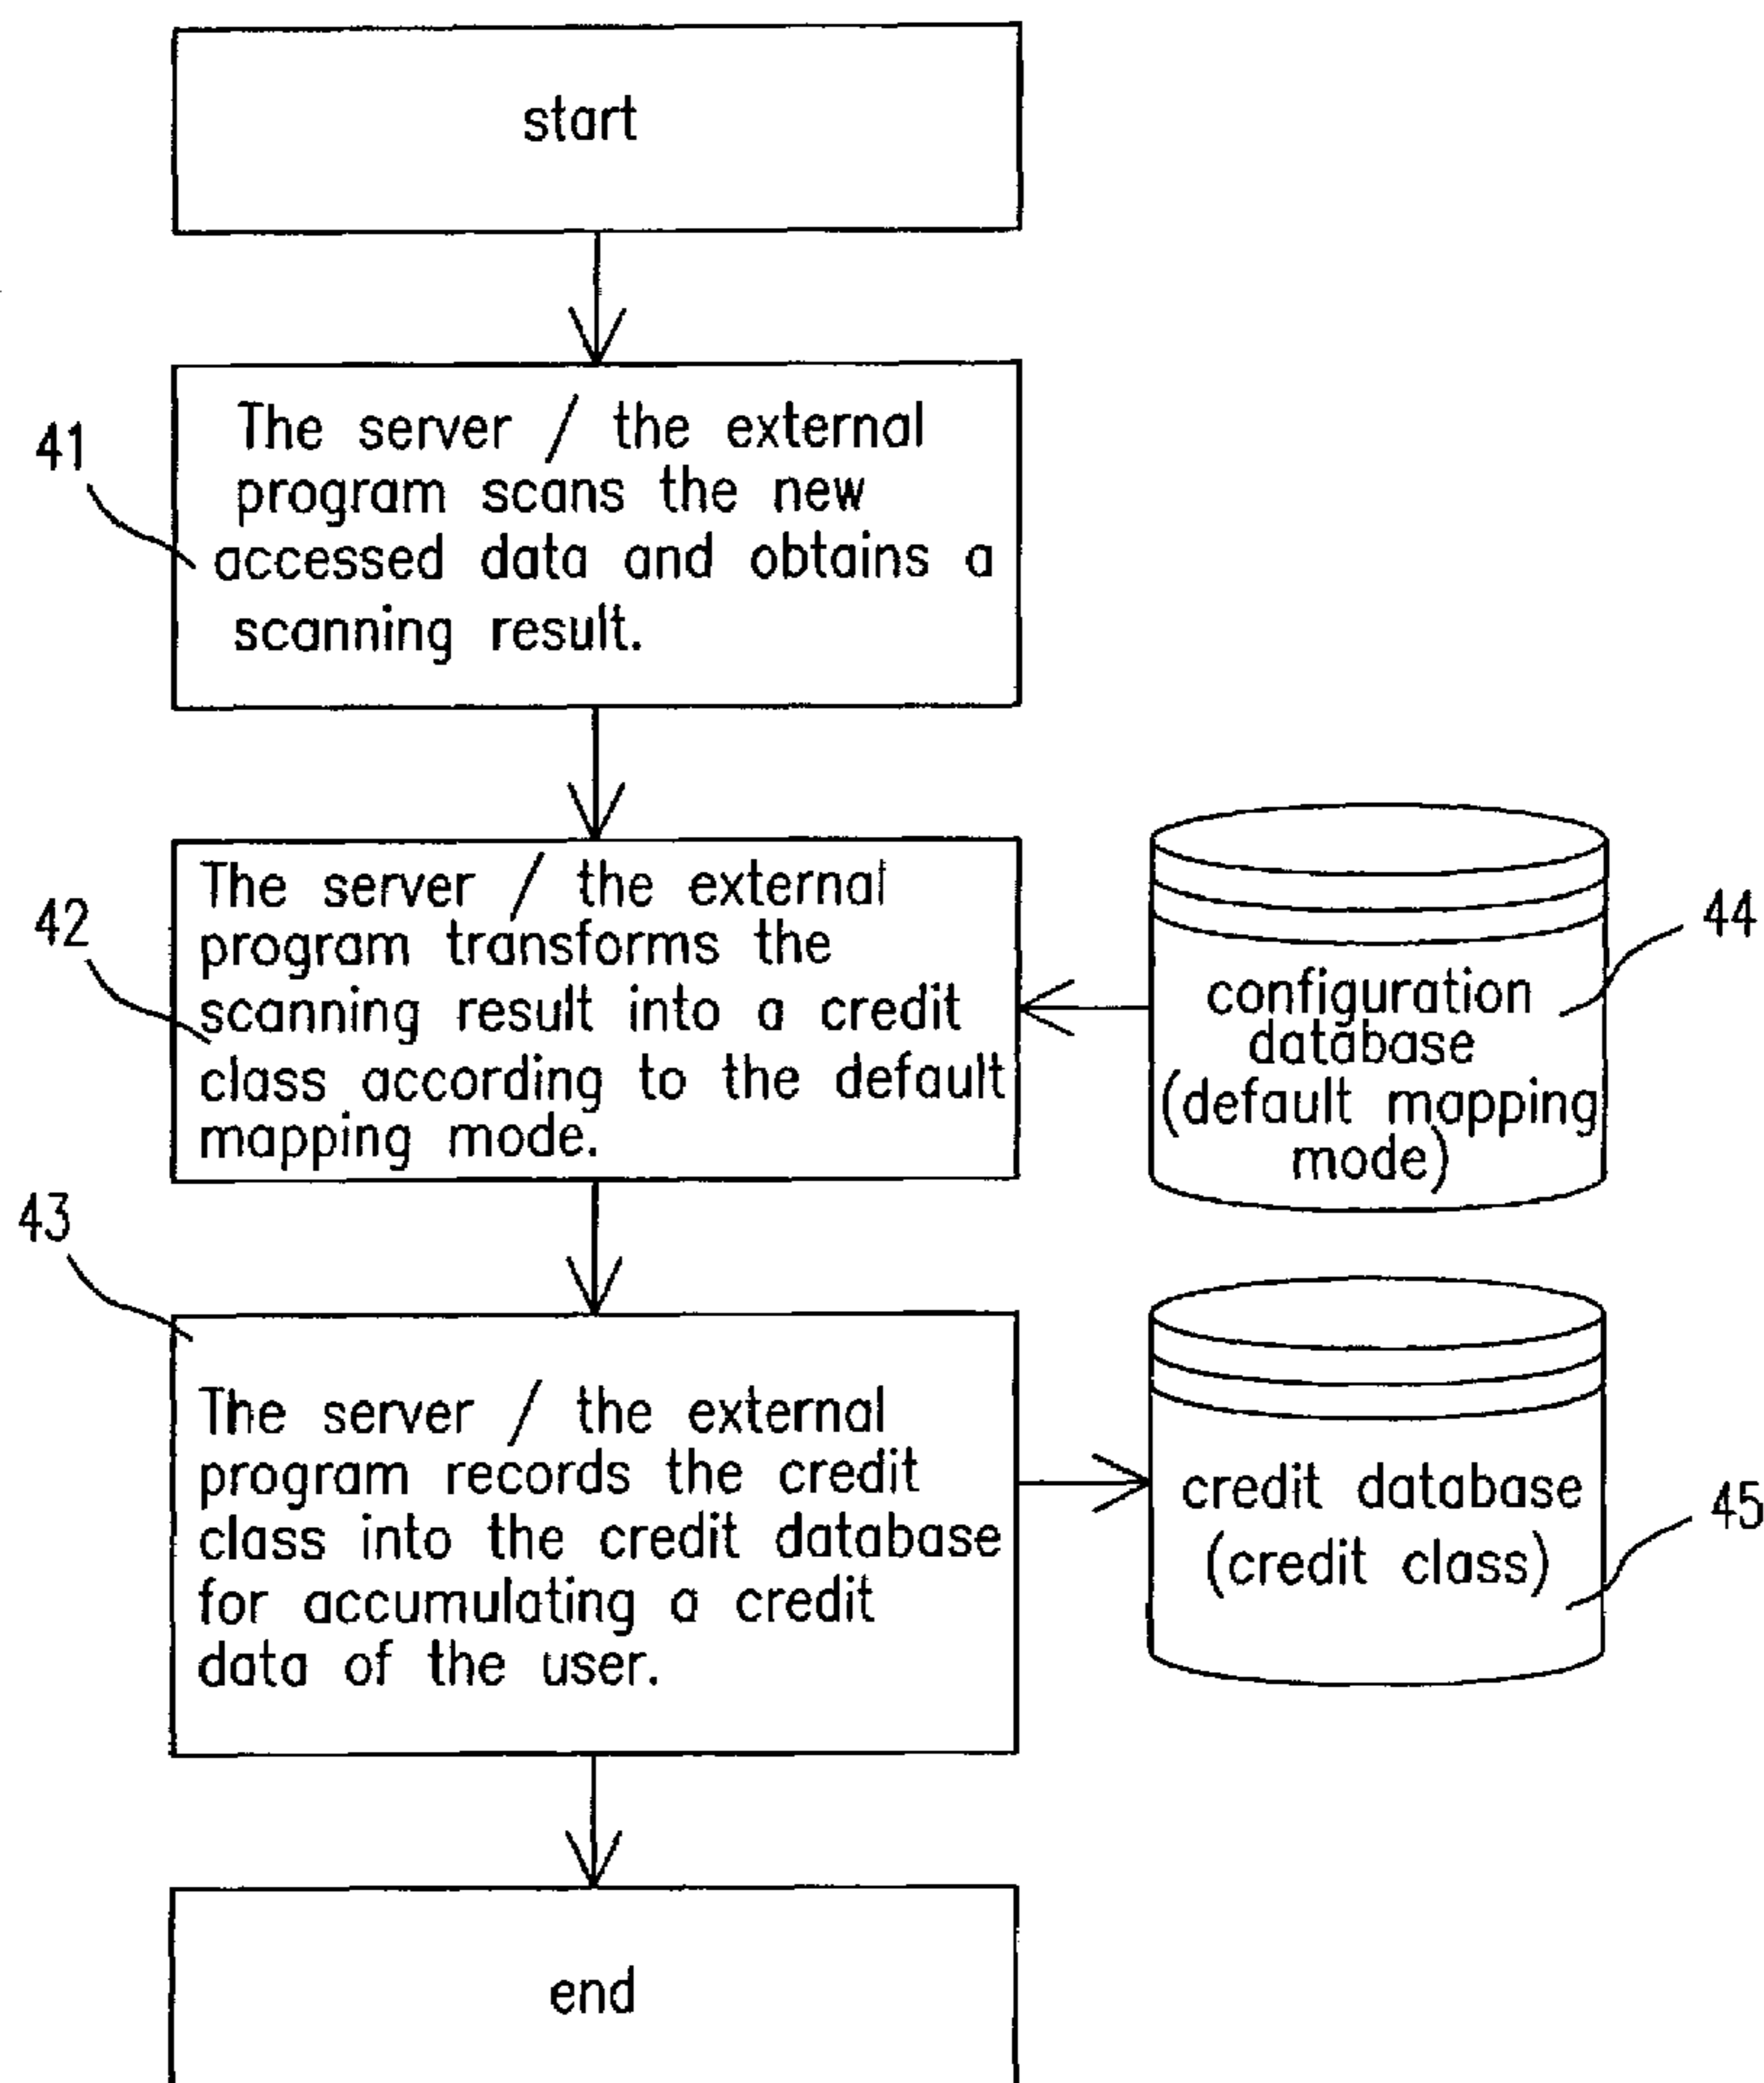 start
41
The server / the external
program scans the new
accessed data and obtains a
scanning result.
42
The server / the external
program transforms the
scanning result into a credit
class according to the default
mapping mode.
44
configuration
database
(default mapping
mode)
43
The server / the external
program records the credit
class into the credit database
for accumulating a credit
data of the user.
credit database
(credit class)
45
end